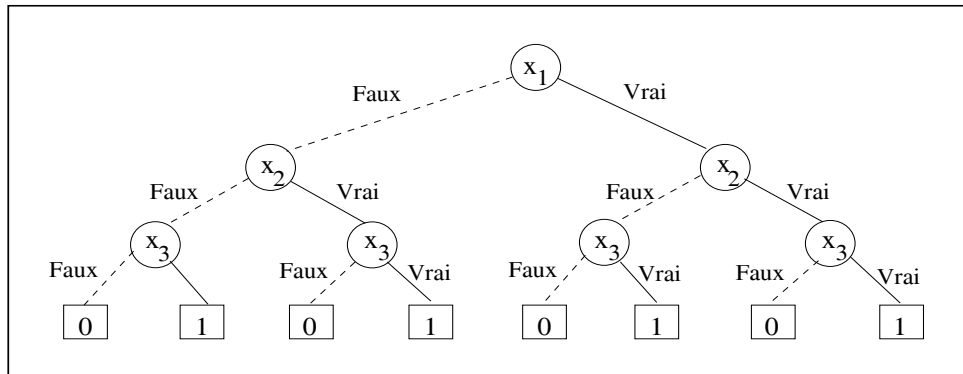 x1
Faux Vrai
x2 x2
Faux Vrai Faux Vrai
x3 x3 x3 x3
Faux Faux Vrai Faux Vrai Faux Vrai
0 1 0 1 0 1 0 1